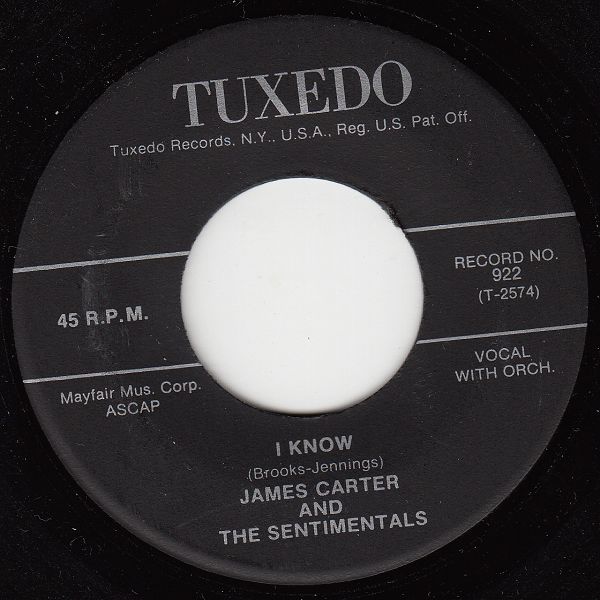 TUXEDO
Tuxedo Records, N.Y., U.S.A., Reg. U.S. Pat. Off.
RECORD NO.
922
(T-2574)
45 R.P.M.
VOCAL
WITH ORCH.
Mayfair Mus. Corp.
ASCAP
I KNOW
(Brooks-Jennings)
JAMES CARTER
AND
THE SENTIMENTALS